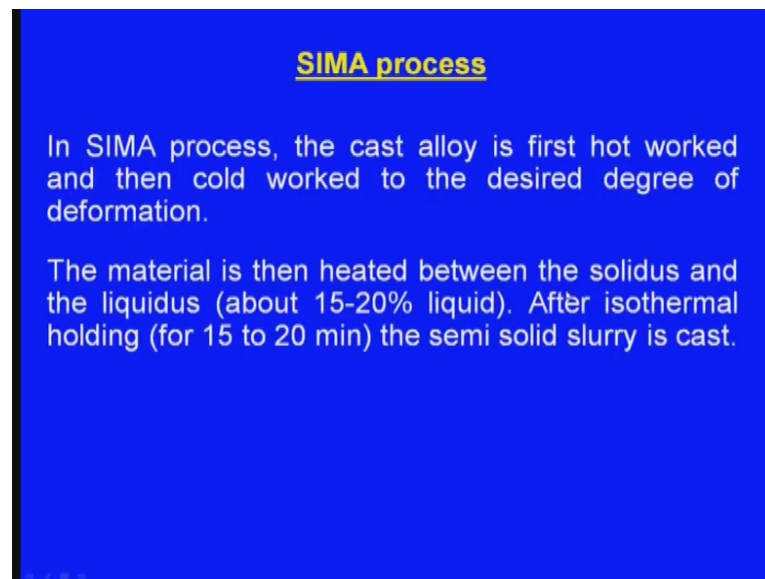 SIMA process
In SIMA process, the cast alloy is first hot worked
and then cold worked to the desired degree of
deformation.
The material is then heated between the solidus and
the liquidus (about 15-20% liquid). After isothermal
holding (for 15 to 20 min) the semi solid slurry is cast.